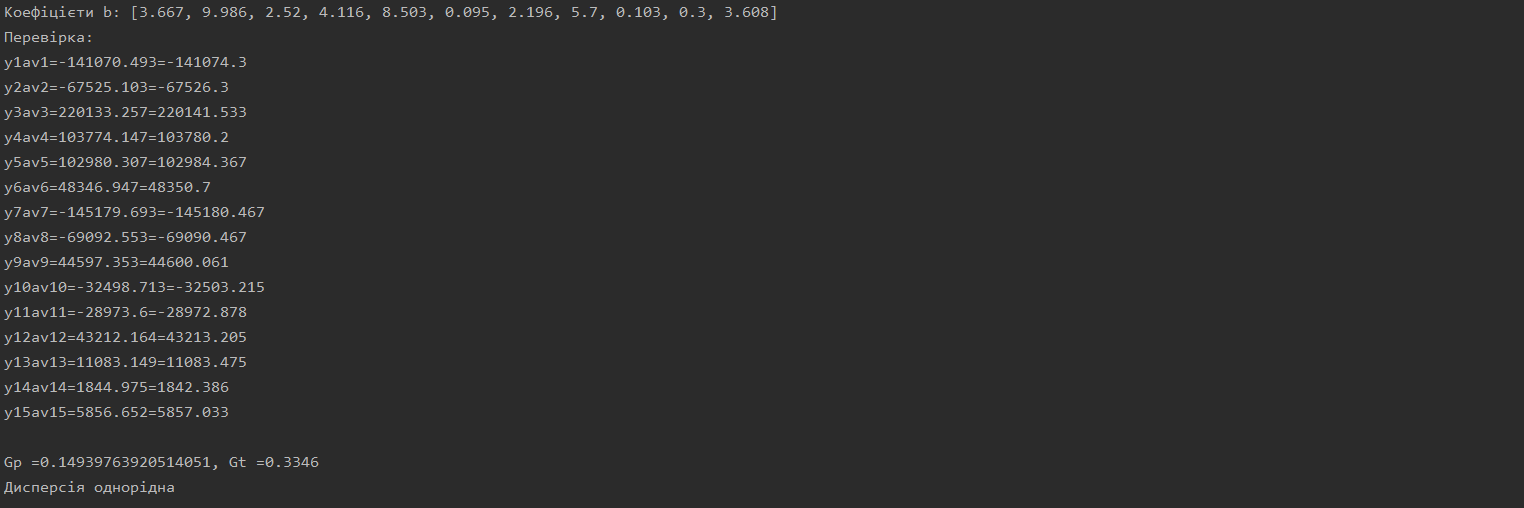 Коефіцієти b: [3.667, 9.986, 2.52, 4.116, 8.503, 0.095, 2.196, 5.7, 0.103, 0.3, 3.608]
Перевірка:
y1av1=-141070.493=-141074.3
y2av2=-67525.103=-67526.3
y3av3=220133.257=220141.533
y4av4=103774.147=103780.2
y5av5=102980.307=102984.367
y6av6=48346.947=48350.7
y7av7=-145179.693=-145180.467
y8av8=-69092.553=-69090.467
y9av9=44597.353=44600.061
y10av10=-32498.713=-32503.215
y11av11=-28973.6=-28972.878
y12av12=43212.164=43213.205
y13av13=11083.149=11083.475
y14av14=1844.975=1842.386
y15av15=5856.652=5857.033
Gp =0.14939763920514051, Gt =0.3346
Дисперсія однорідна